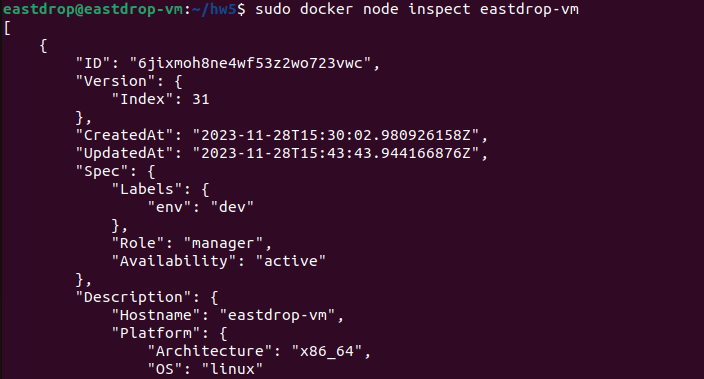 eastdrop@eastdrop-vm:~/hw5$ sudo docker node inspect eastdrop-vm
[
    {
        "ID": "6jixmoh8ne4wf53z2wo723vwc",
        "Version": {
            "Index": 31
        },
        "CreatedAt": "2023-11-28T15:30:02.980926158Z",
        "UpdatedAt": "2023-11-28T15:43:43.944166876Z",
        "Spec": {
            "Labels": {
                "env": "dev"
            },
            "Role": "manager",
            "Availability": "active"
        },
        "Description": {
            "Hostname": "eastdrop-vm",
            "Platform": {
                "Architecture": "x86_64",
                "OS": "linux"